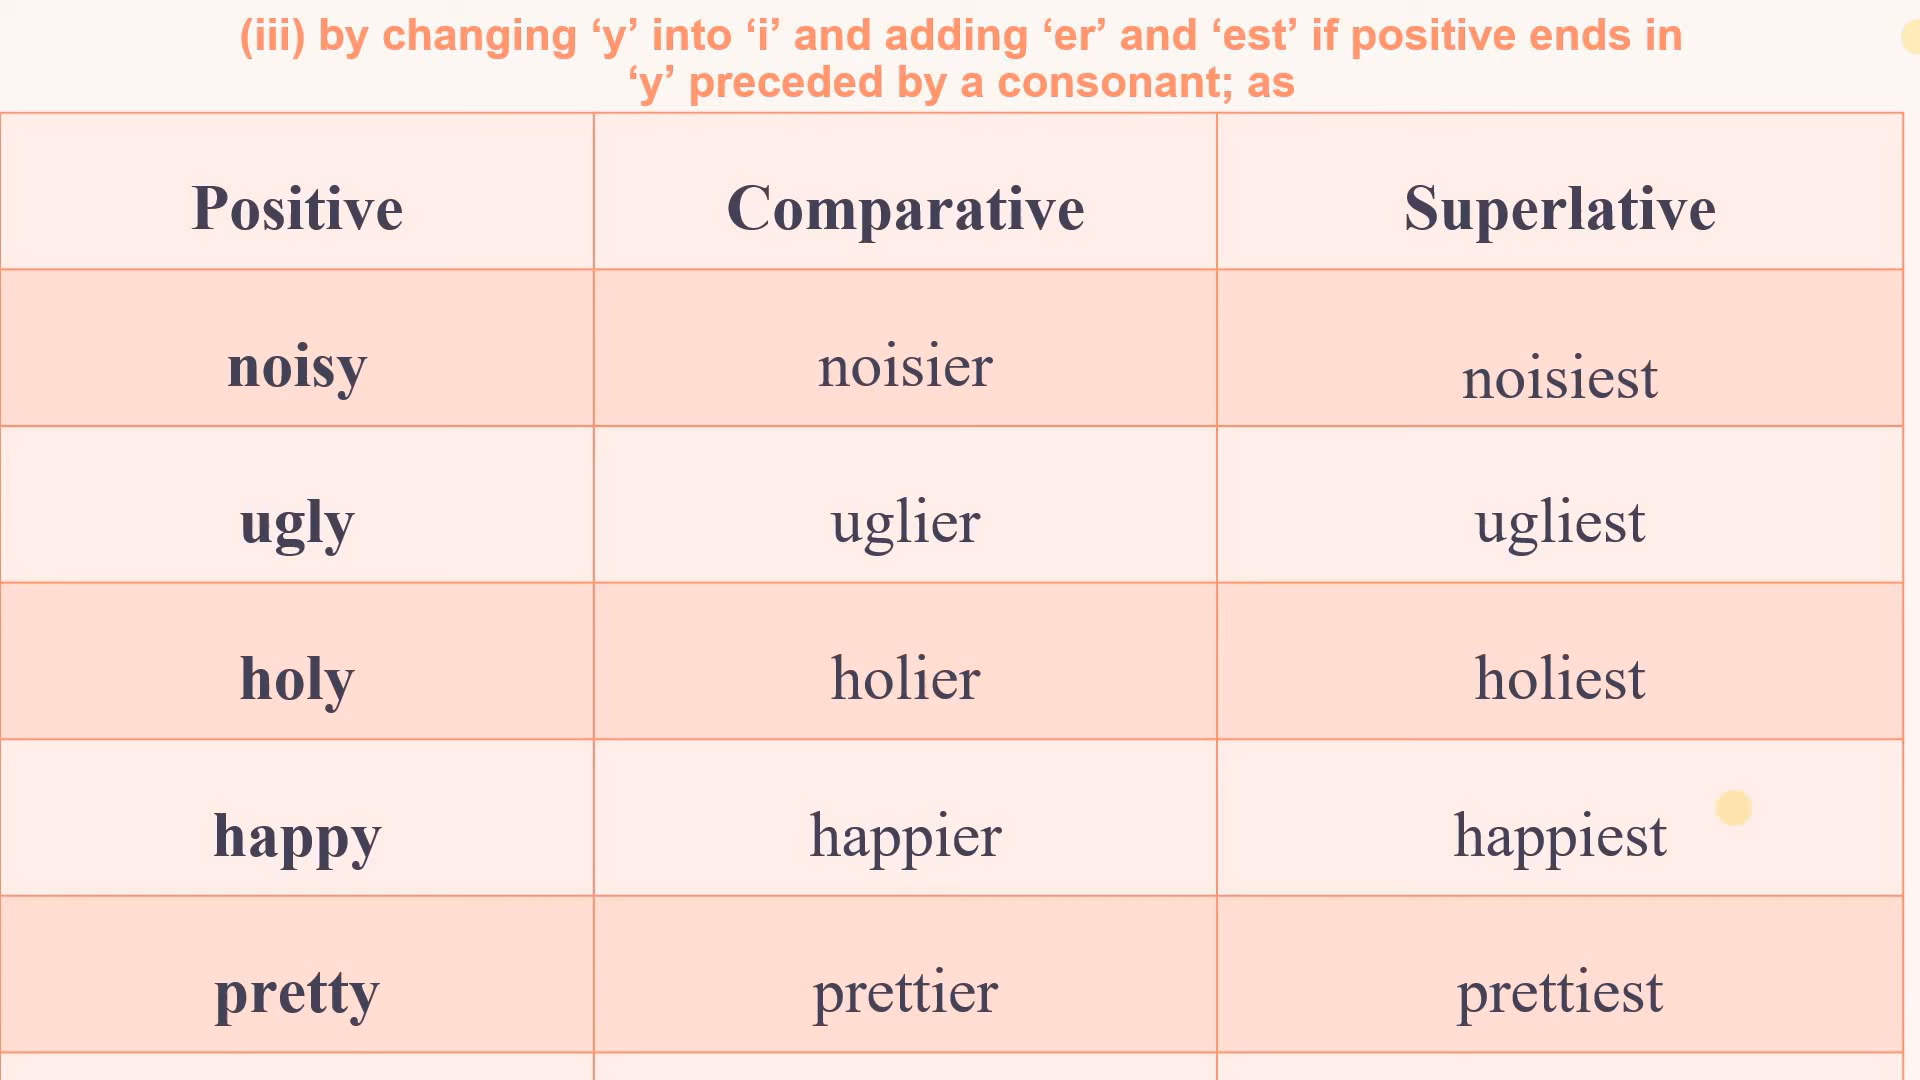 (iii) by changing ‘y’ into ‘i’ and adding ‘er’ and ‘est’ if positive ends in
‘y’ preceded by a consonant; as
Positive Comparative Superlative
noisy noisier noisiest
ugly uglier ugliest
holy holier holiest
happy happier happiest
pretty prettier prettiest